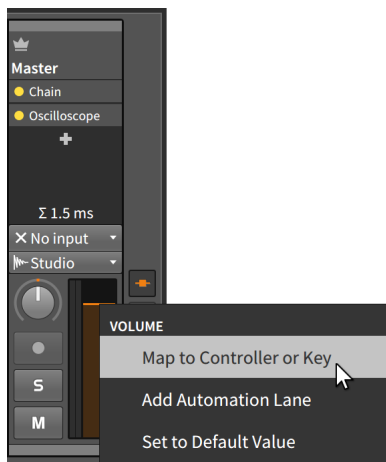 Master
Chain
Oscilloscope
Σ 1.5 ms
No input
Studio
S
M
VOLUME
Map to Controller or Key
Add Automation Lane
Set to Default Value